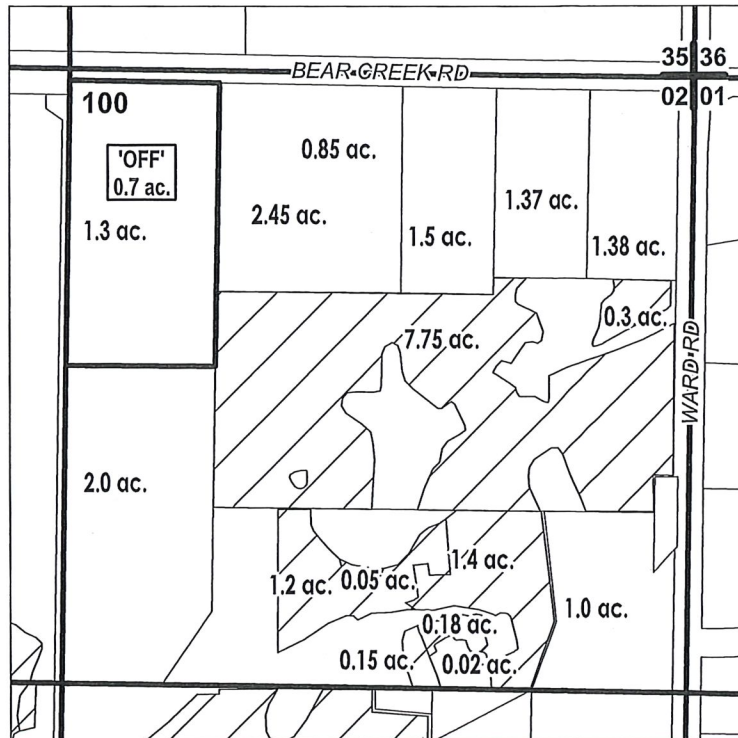 35 36
BEAR CREEK RD
02 01
100
'OFF'
0.7 ac.
0.85 ac.
1.37 ac.
2.45 ac.
1.3 ac.
1.5 ac.
1.38 ac.
0.3 ac.
7.75 ac.
WARD RD
2.0 ac.
1.4 ac.
1.2 ac.
0.05 ac.
1.0 ac.
0.18 ac.
0.15 ac.
0.02 ac.